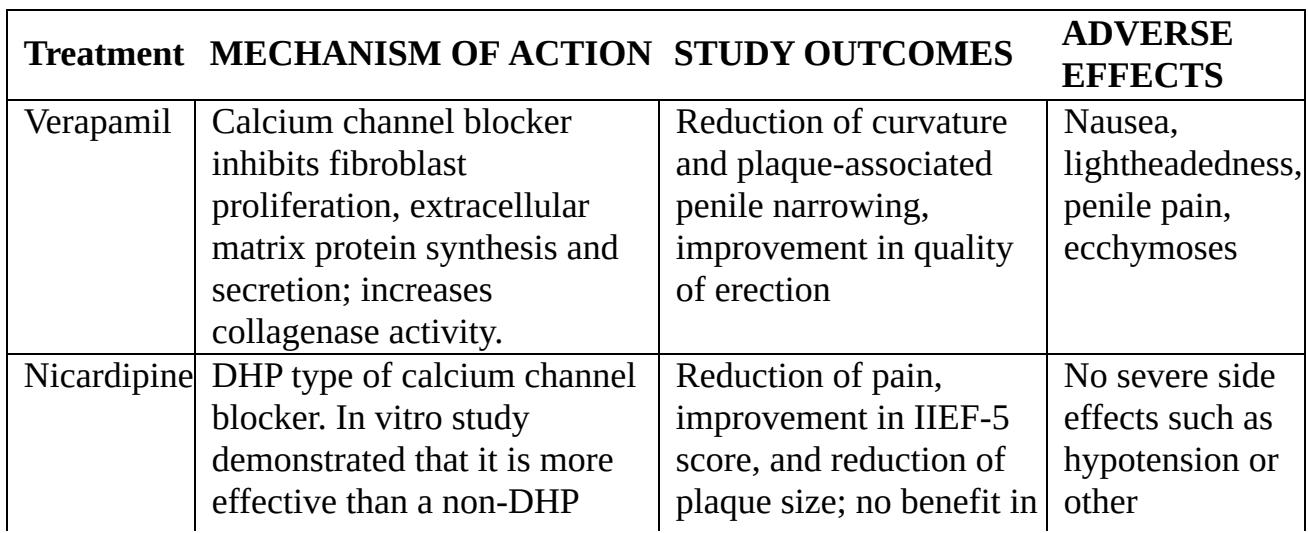 Treatment MECHANISM OF ACTION STUDY OUTCOMES ADVERSE
EFFECTS
Verapamil
Calcium channel blocker
inhibits fibroblast
proliferation, extracellular
matrix protein synthesis and
secretion; increases
collagenase activity.
Reduction of curvature
and plaque-associated
penile narrowing,
improvement in quality
of erection
Nausea,
lightheadedness,
penile pain,
ecchymoses
Nicardipine
DHP type of calcium channel
blocker. In vitro study
demonstrated that it is more
effective than a non-DHP
Reduction of pain,
improvement in IIEF-5
score, and reduction of
plaque size; no benefit in
No severe side
effects such as
hypotension or
other